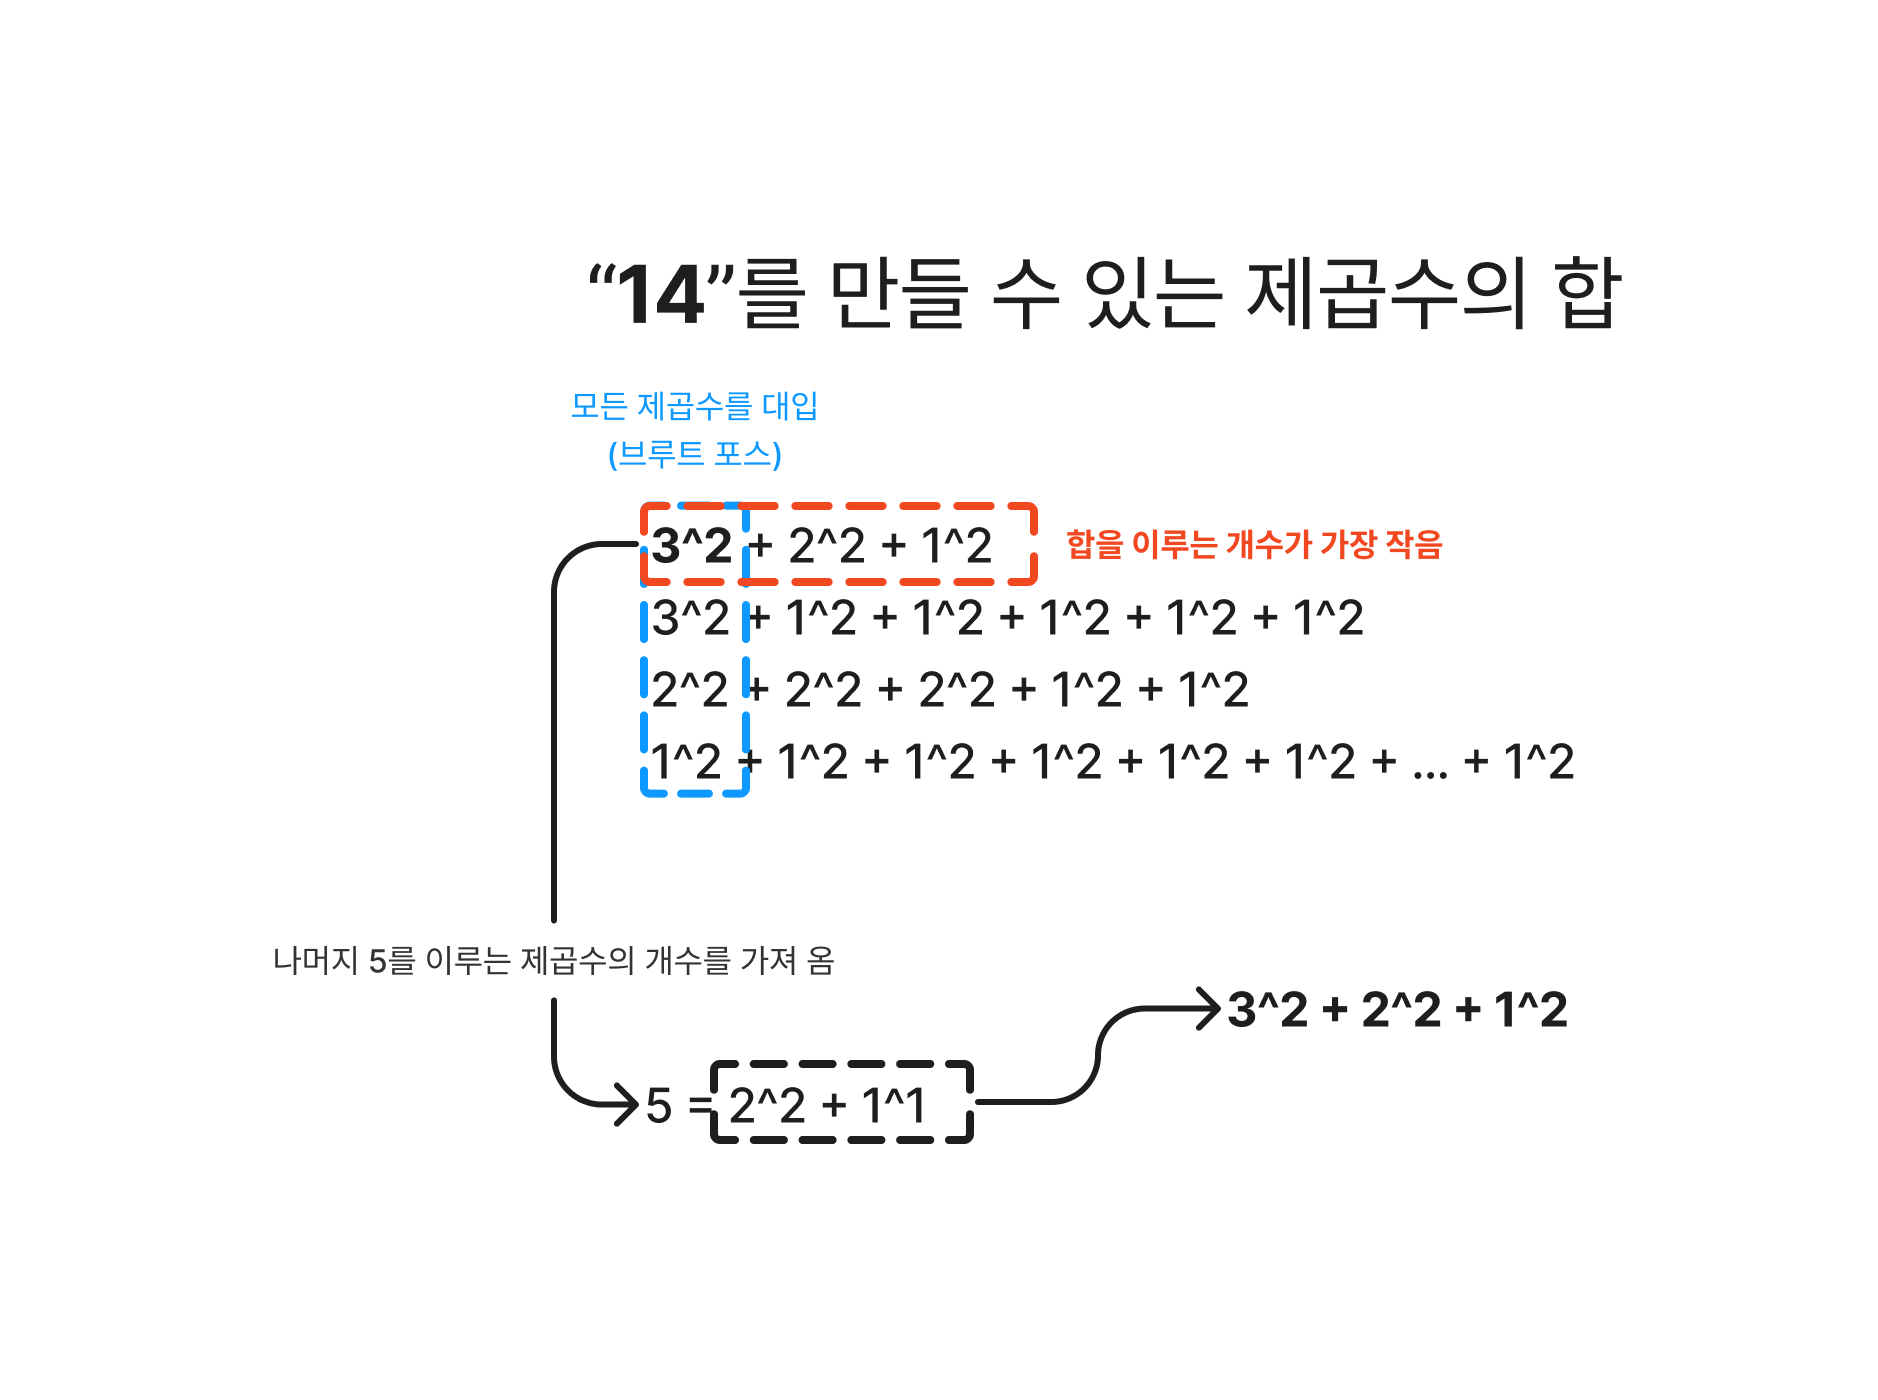 “14”를 만들 수 있는 제곱수의 합
모든 제곱수를 대입
(브루트 포스)
3^2 + 2^2 + 1^2
합을 이루는 개수가 가장 작음
3^2 + 1^2 + 1^2 + 1^2 + 1^2 + 1^2
2^2 + 2^2 + 2^2 + 1^2 + 1^2
1^2 + 1^2 + 1^2 + 1^2 + 1^2 + 1^2 + ... + 1^2
나머지 5를 이루는 제곱수의 개수를 가져 옴
3^2 + 2^2 + 1^2
5 = 2^2 + 1^1